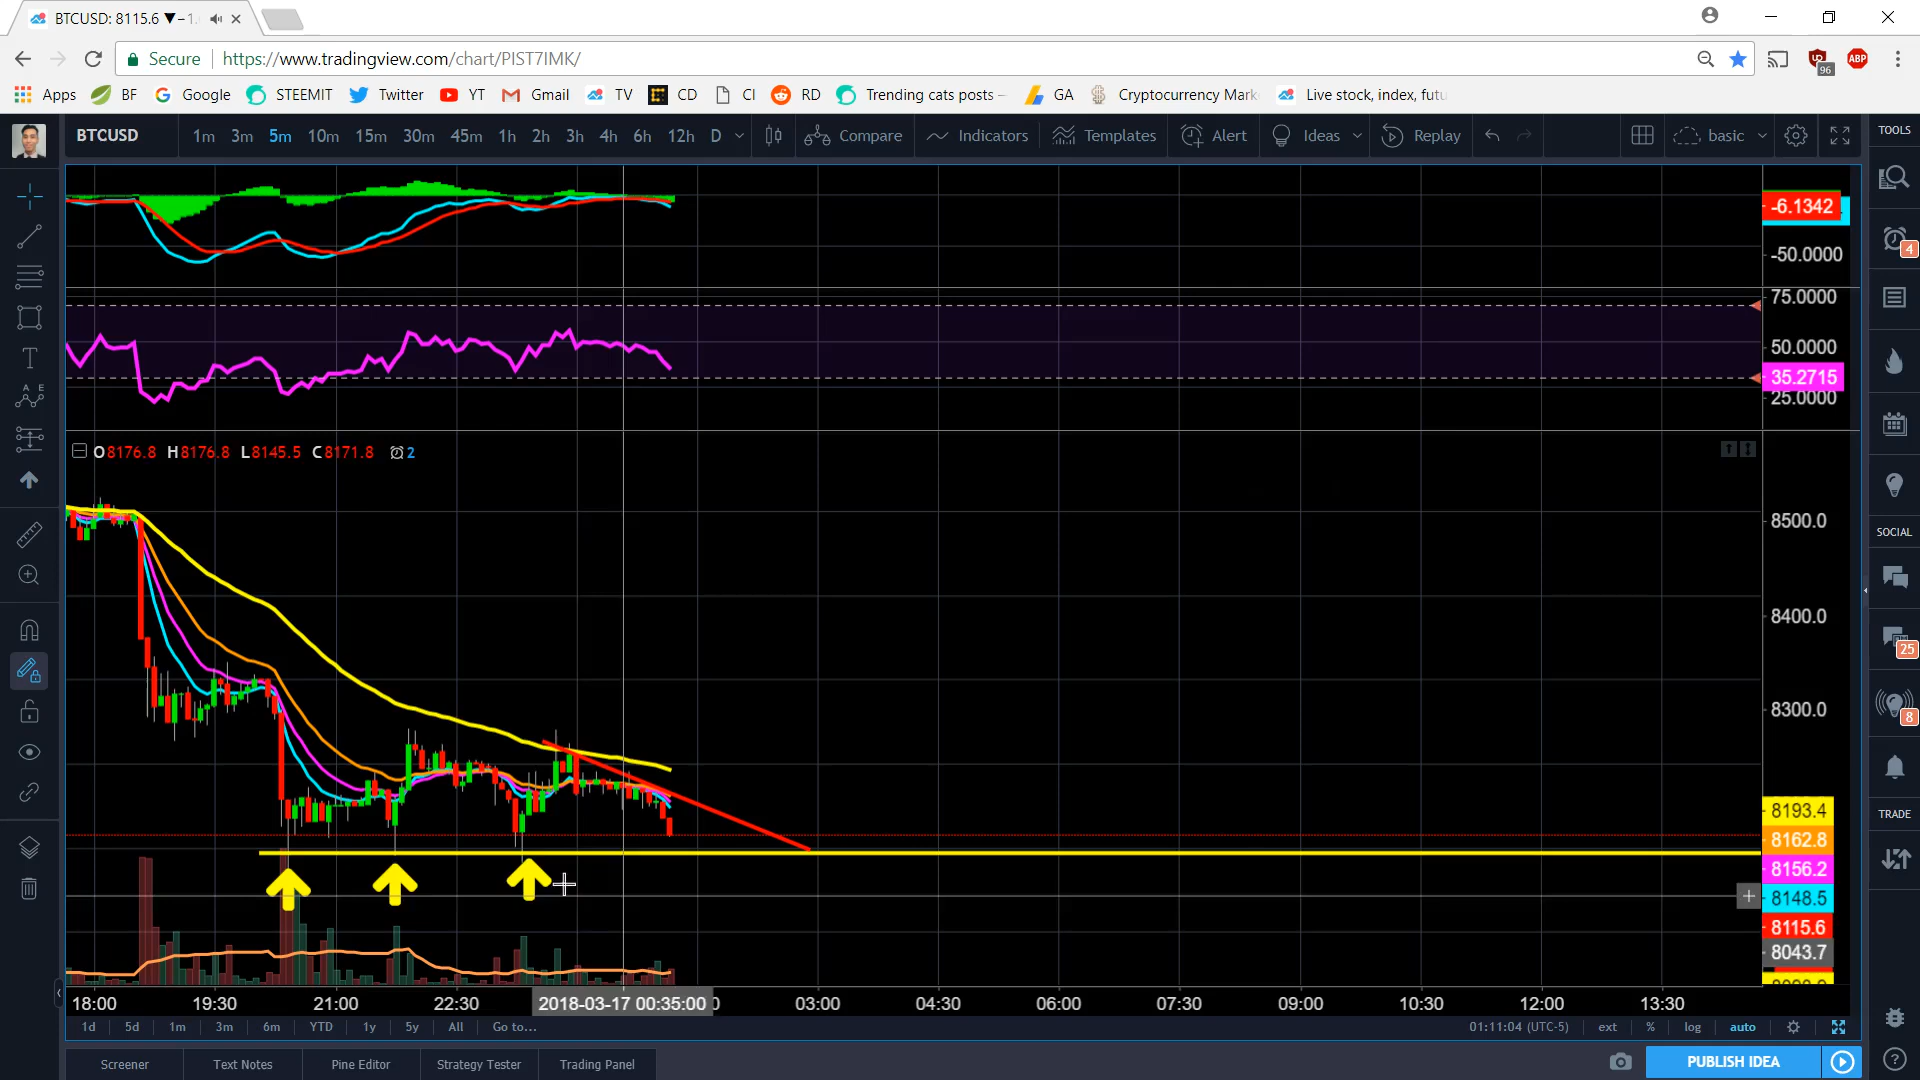 BTCUSD: 8115.6 ▼−1.
Secure
https://www.tradingview.com/chart/PIST7IMK/
96
ABP
Apps BF Google STEEMIT Twitter YT Gmail TV CD CI RD Trending cats posts – GA Cryptocurrency Mark Live stock, index, futu
BTCUSD 1m 3m 5m 10m 15m 30m 45m 1h 2h 3h 4h 6h 12h D Compare Indicators Templates Alert Ideas Replay basic
TOOLS
-6.1342
-50.0000
75.0000
50.0000
35.2715
25.0000
4
O8176.8 H8176.8 L8145.5 C8171.8 2
8500.0
SOCIAL
8400.0
25
8300.0
8
8193.4
TRADE
8162.8
8156.2
8148.5
8115.6
8043.7
18:00 19:30 21:00 22:30 2018-03-17 00:35:00 03:00 04:30 06:00 07:30 09:00 10:30 12:00 13:30
1d 5d 1m 3m 6m YTD 1y 5y All Go to... 01:11:04 (UTC-5) ext % log auto
Screener Text Notes Pine Editor Strategy Tester Trading Panel PUBLISH IDEA